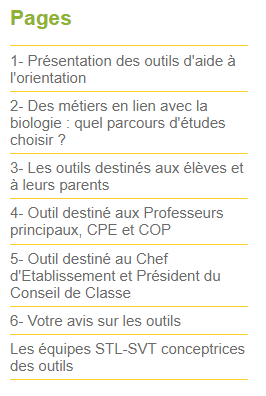 Pages
1- Présentation des outils d'aide à
l'orientation
2- Des métiers en lien avec la
biologie : quel parcours d'études
choisir ?
3- Les outils destinés aux élèves et
à leurs parents
4- Outil destiné aux Professeurs
principaux, CPE et COP
5- Outil destiné au Chef
d'Etablissement et Président du
Conseil de Classe
6- Votre avis sur les outils
Les équipes STL-SVT conceptrices
des outils